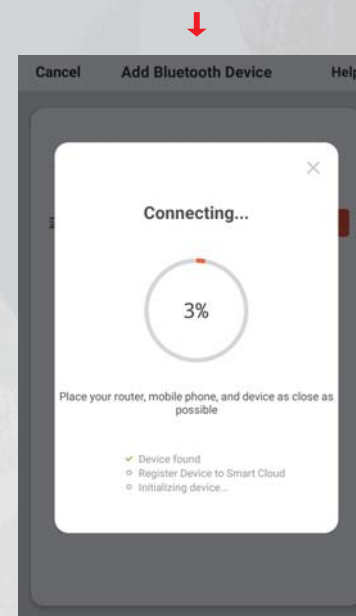 Cancel Add Bluetooth Device Help
Connecting...
3%
Place your router, mobile phone, and device as close as
possible
Device found
Register Device to Smart Cloud
Initializing device...